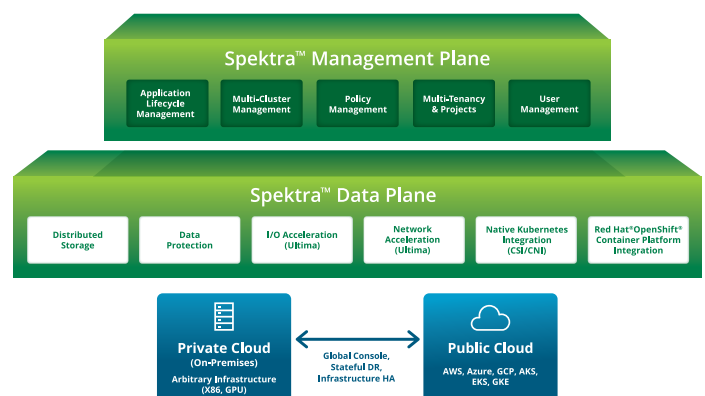 Spektra™ Management Plane
Application
Lifecycle
Management
Multi-Cluster
Management
Policy
Management
Multi-Tenancy
& Projects
User
Management
Spektra™ Data Plane
Distributed
Storage
Data
Protection
I/O Acceleration
(Ultima)
Network
Acceleration
(Ultima)
Native Kubernetes
Integration
(CSI/CNI)
Red Hat®OpenShift®
Container Platform
Integration
Private Cloud
(On-Premises)
Arbitrary Infrastructure
(X86, GPU)
Global Console,
Stateful DR,
Infrastructure HA
Public Cloud
AWS, Azure, GCP, AKS,
EKS, GKE